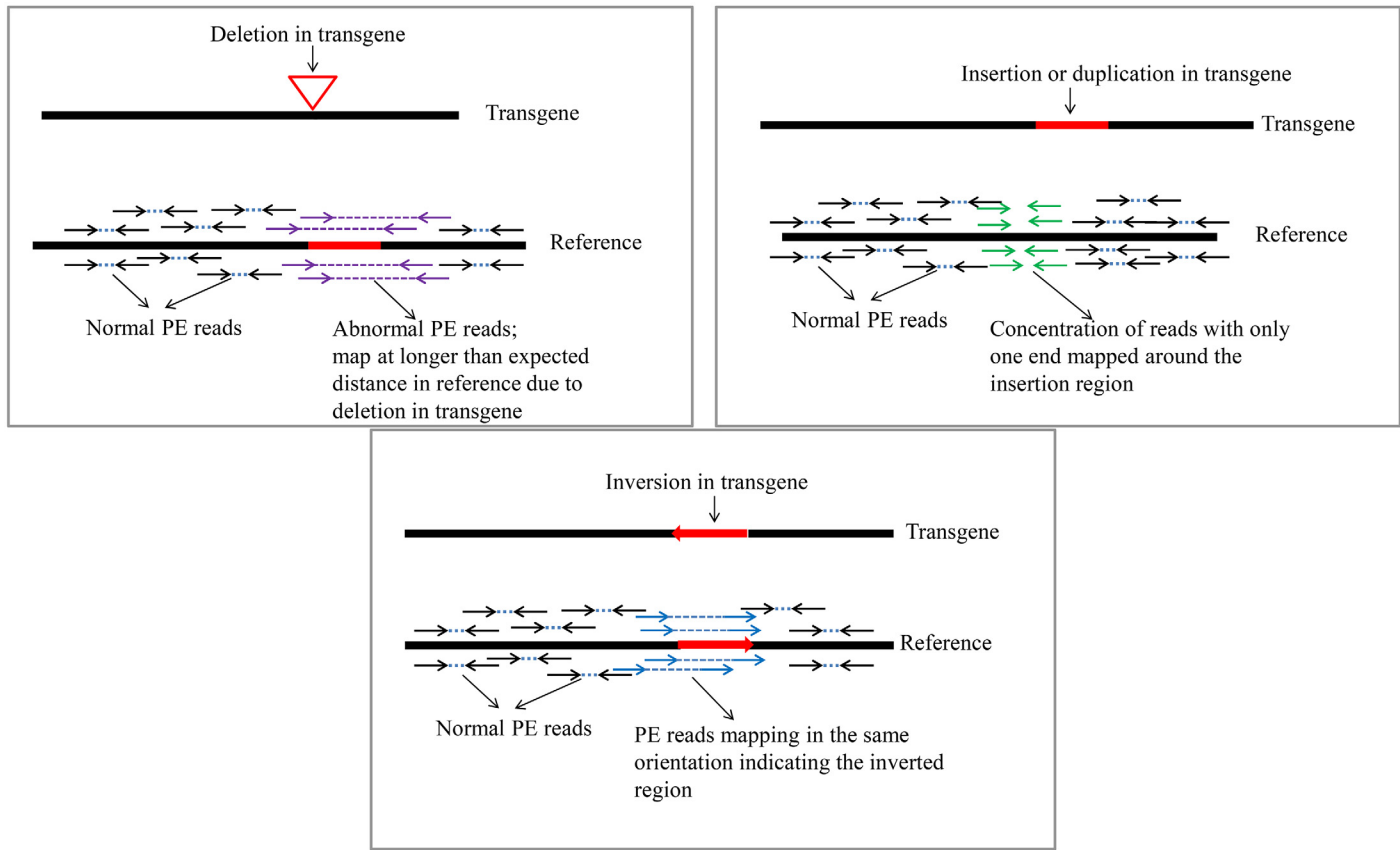 Deletion in transgene
Transgene
Reference
Normal PE reads
Abnormal PE reads;
map at longer than expected
distance in reference due to
deletion in transgene
Insertion or duplication in transgene
Transgene
Reference
Normal PE reads
Concentration of reads with only
one end mapped around the
insertion region
Inversion in transgene
Transgene
Reference
Normal PE reads
PE reads mapping in the same
orientation indicating the inverted
region